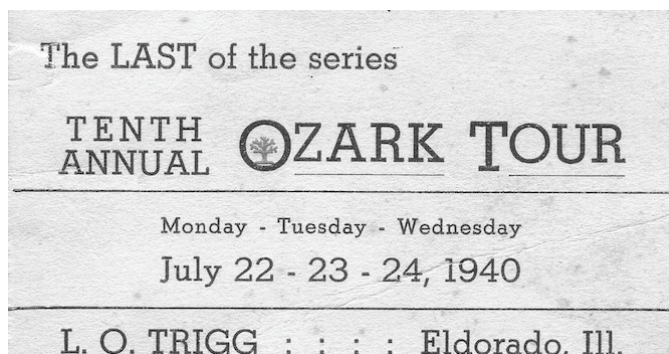 The LAST of the series
TENTH
ANNUAL
OZARK TOUR
Monday - Tuesday - Wednesday
July 22 - 23 - 24, 1940
L. O. TRIGG : : : : Eldorado, Ill.